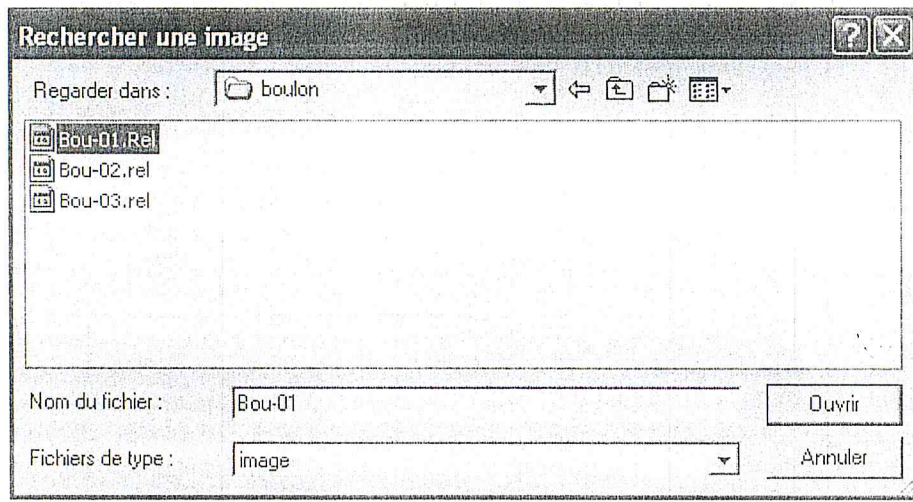 Rechercher une image
Regarder dans : boulon
Bou-01.Rel
Bou-02.rel
Bou-03.rel
Nom du fichier : Bou-01 Ouvrir
Fichiers de type : image Annuler